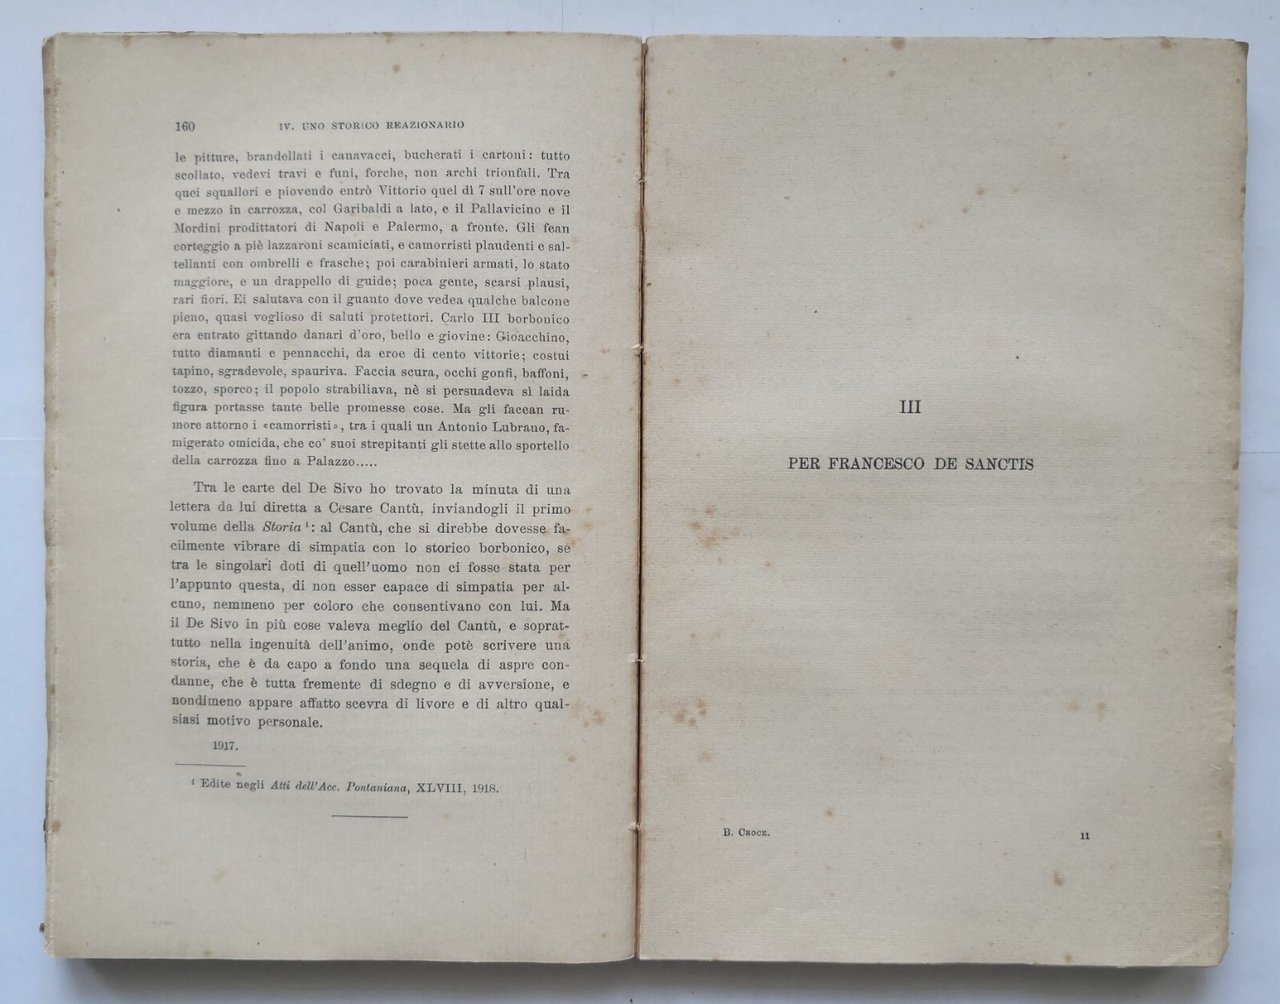 160
IV. UNO STORICO REAZIONARIO
le pitture, brandellati i canavacci, bucherati i cartoni: tutto
scollato, vedevi travi e funi, forche, non archi trionfali. Tra
quei squallori e piovendo entrò Vittorio quel dì 7 sull'ore nove
e mezzo in carrozza, col Garibaldi a lato, e il Pallavicino e il
Mordini prodittatori di Napoli e Palermo, a fronte. Gli fean
corteggio a piè lazzaroni scamiciati, e camorristi plaudenti e sal-
tellanti con ombrelli e frasche; poi carabinieri armati, lo stato
maggiore, e un drappello di guide; poca gente, scarsi plausi,
rari fiori. Ei salutava con il guanto dove vedea qualche balcone
pieno, quasi voglioso di saluti protettori. Carlo III borbonico
era entrato gittando danari d'oro, bello e giovine: Gioacchino,
tutto diamanti e pennacchi, da eroe di cento vittorie; costui
tapino, sgradevole, spauriva. Faccia scura, occhi gonfi, baffoni,
tozzo, sporco; il popolo strabiliava, nè si persuadeva sì laida
figura portasse tante belle promesse cose. Ma gli facean ru-
more attorno i «camorristi», tra i quali un Antonio Lubrano, fa-
migerato omicida, che co' suoi strepitanti gli stette allo sportello
della carrozza fino a Palazzo.....
Tra le carte del De Sivo ho trovato la minuta di una
lettera da lui diretta a Cesare Cantù, inviandogli il primo
volume della Storia ¹: al Cantù, che si direbbe dovesse fa-
cilmente vibrare di simpatia con lo storico borbonico, se
tra le singolari doti di quell'uomo non ci fosse stata per
l'appunto questa, di non esser capace di simpatia per al-
cuno, nemmeno per coloro che consentivano con lui. Ma
il De Sivo in più cose valeva meglio del Cantù, e soprat-
tutto nella ingenuità dell'animo, onde potè scrivere una
storia, che è da capo a fondo una sequela di aspre con-
danne, che è tutta fremente di sdegno e di avversione, e
nondimeno appare affatto scevra di livore e di altro qual-
siasi motivo personale.
1917.
¹ Edite negli Atti dell'Acc. Pontaniana, XLVIII, 1918.
III
PER FRANCESCO DE SANCTIS
B. CROCE.
11